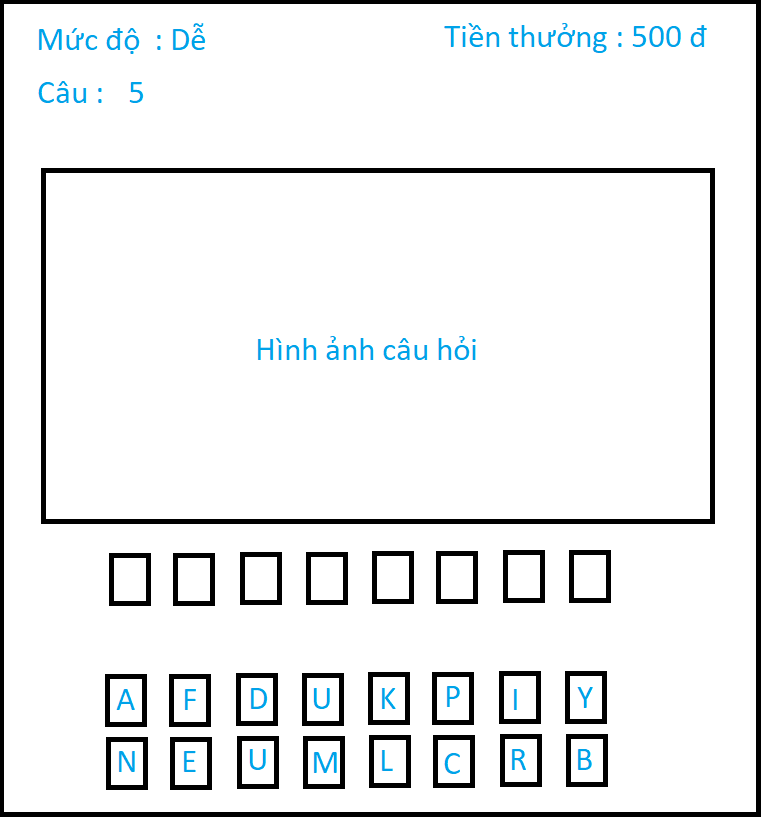 Mức độ : Dễ Tiền thưởng : 500 đ
Câu : 5
Hình ảnh câu hỏi
A F D U K P I Y
N E U M L C R B